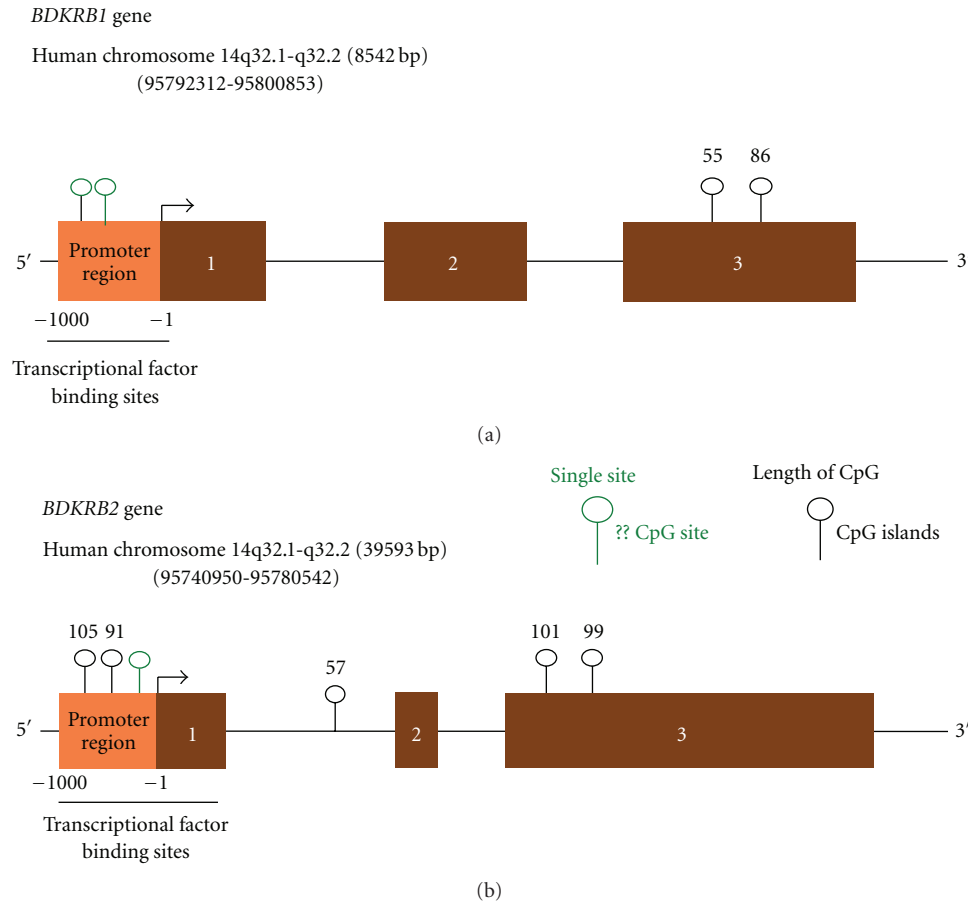 BDKRB1 gene
Human chromosome 14q32.1-q32.2 (8542 bp)
(95792312-95800853)
55 86
5′ Promoter region 1 2 3 3
−1000 −1
Transcriptional factor
binding sites
(a)
BDKRB2 gene
Human chromosome 14q32.1-q32.2 (39593 bp)
(95740950-95780542)
Single site
?? CpG site
Length of CpG
CpG islands
105 91 57 101 99
5′ Promoter region 1 2 3 3′
−1000 −1
Transcriptional factor
binding sites
(b)